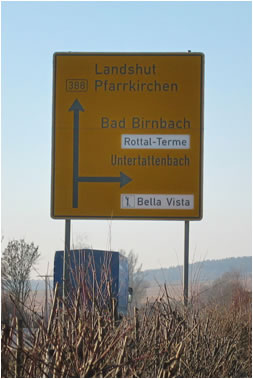 Landshut
388 Pfarrkirchen
Bad Birnbach
Rottal-Terme
Untertattenbach
Bella Vista